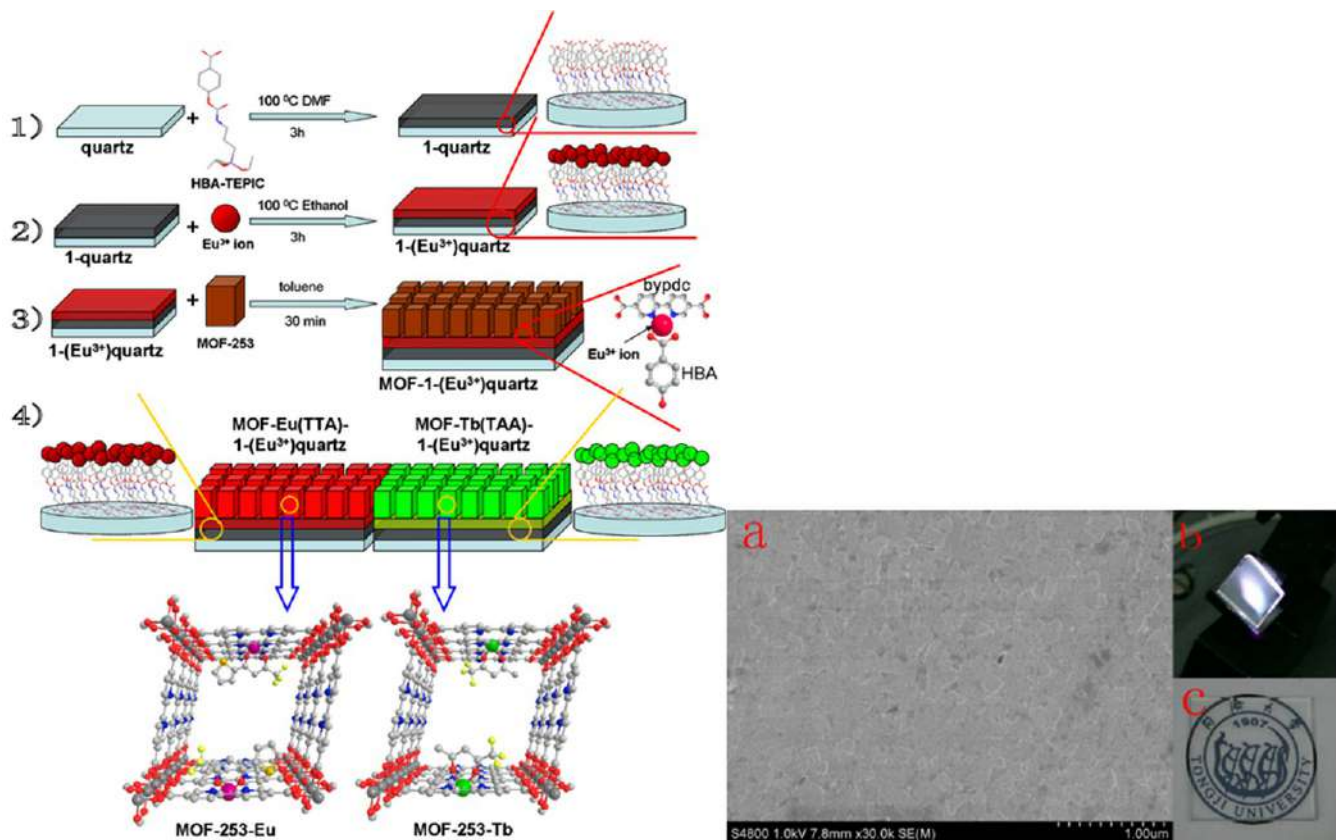 1)
quartz
+
HBA-TEPIC
100 ⁰C DMF
3h
1-quartz
2)
1-quartz
+
Eu³⁺ ion
100 ⁰C Ethanol
3h
1-(Eu³⁺)quartz
3)
1-(Eu³⁺)quartz
+
MOF-253
toluene
30 min
MOF-1-(Eu³⁺)quartz
bypdc
Eu³⁺ ion
HBA
4)
MOF-Eu(TTA)-
1-(Eu³⁺)quartz
MOF-Tb(TAA)-
1-(Eu³⁺)quartz
MOF-253-Eu
MOF-253-Tb
a
S4800 1.0kV 7.8mm x30.0k SE(M)
1.00um
b
c
1907
TONGJI UNIVERSITY